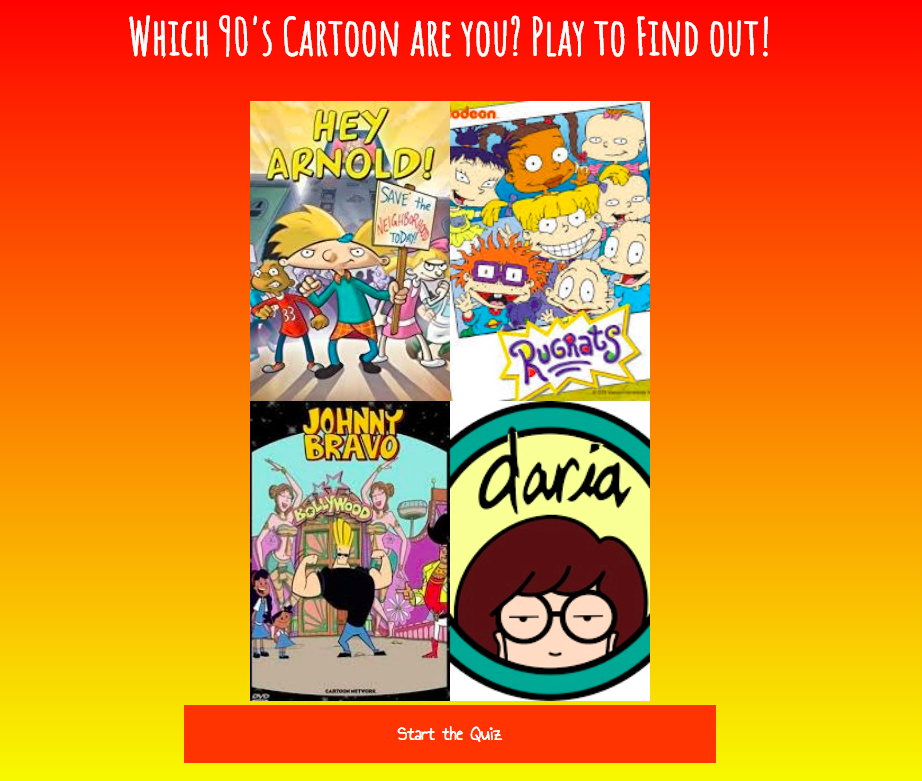 Which 90's Cartoon are you? Play to Find out!
HEY
ARNOLD!
SAVE the
NEIGHBORHOOD
TODAY!
33
odeon
RUGRATS
JOHNNY
BRAVO
BOLLYWOOD
CARTOON NETWORK
DVD
daria
Start the Quiz